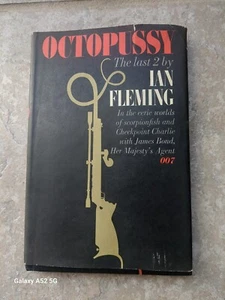 OCTOPUSSY
The last 2 by
IAN
FLEMING
In the eerie worlds
of scorpionfish and
Checkpoint Charlie
with James Bond,
Her Majesty's Agent
007
Galaxy A52 5G